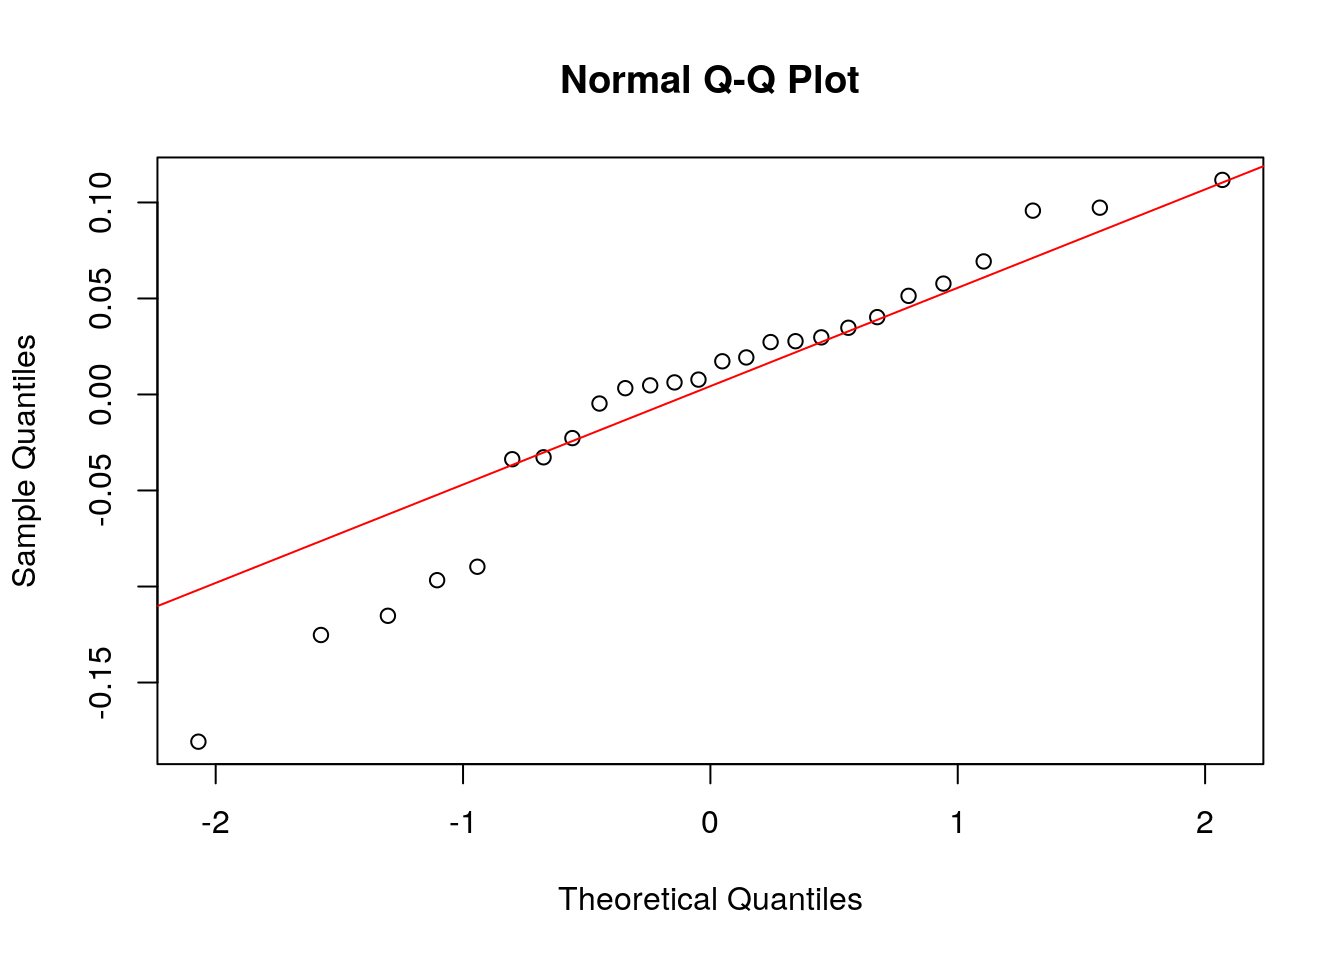 Normal Q-Q Plot
0.10
0.05
0.00
-0.05
-0.15
Sample Quantiles
-2 -1 0 1 2
Theoretical Quantiles